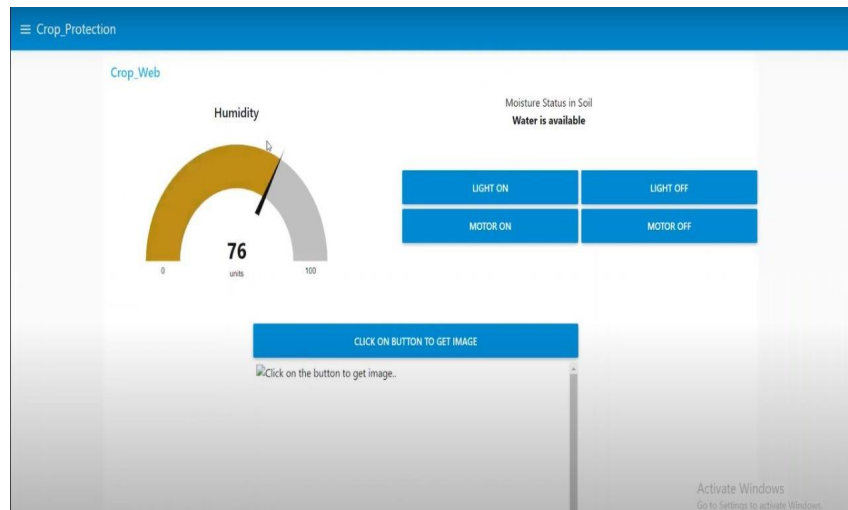 Crop_Protection
Crop_Web
Humidity
76
units
0
100
Moisture Status in Soil
Water is available
LIGHT ON
LIGHT OFF
MOTOR ON
MOTOR OFF
CLICK ON BUTTON TO GET IMAGE
Click on the button to get image..
Activate Windows
Go to Settings to activate Windows.